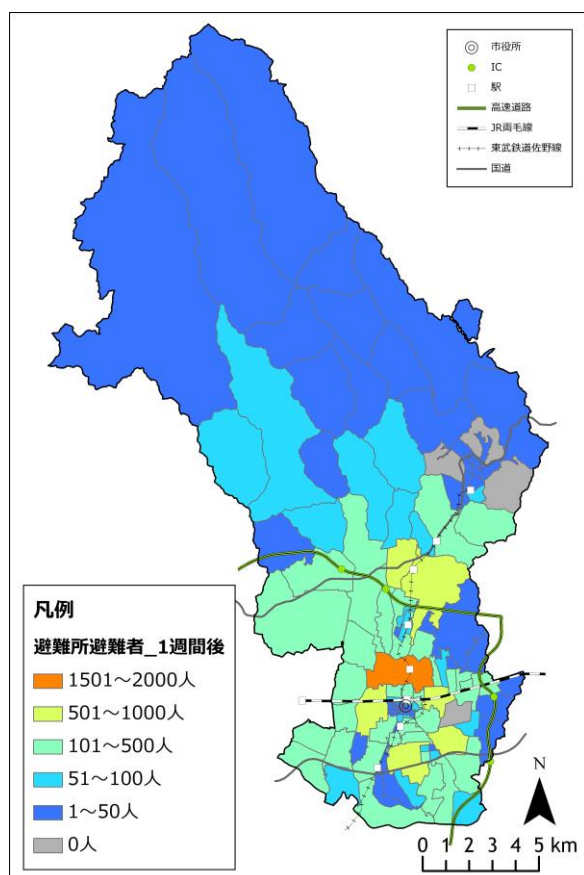 市役所
IC
駅
高速道路
JR両毛線
東武鉄道佐野線
国道
凡例
避難所避難者_1週間後
1501~2000人
501~1000人
101~500人
51~100人
1~50人
0人
N
0 1 2 3 4 5 km